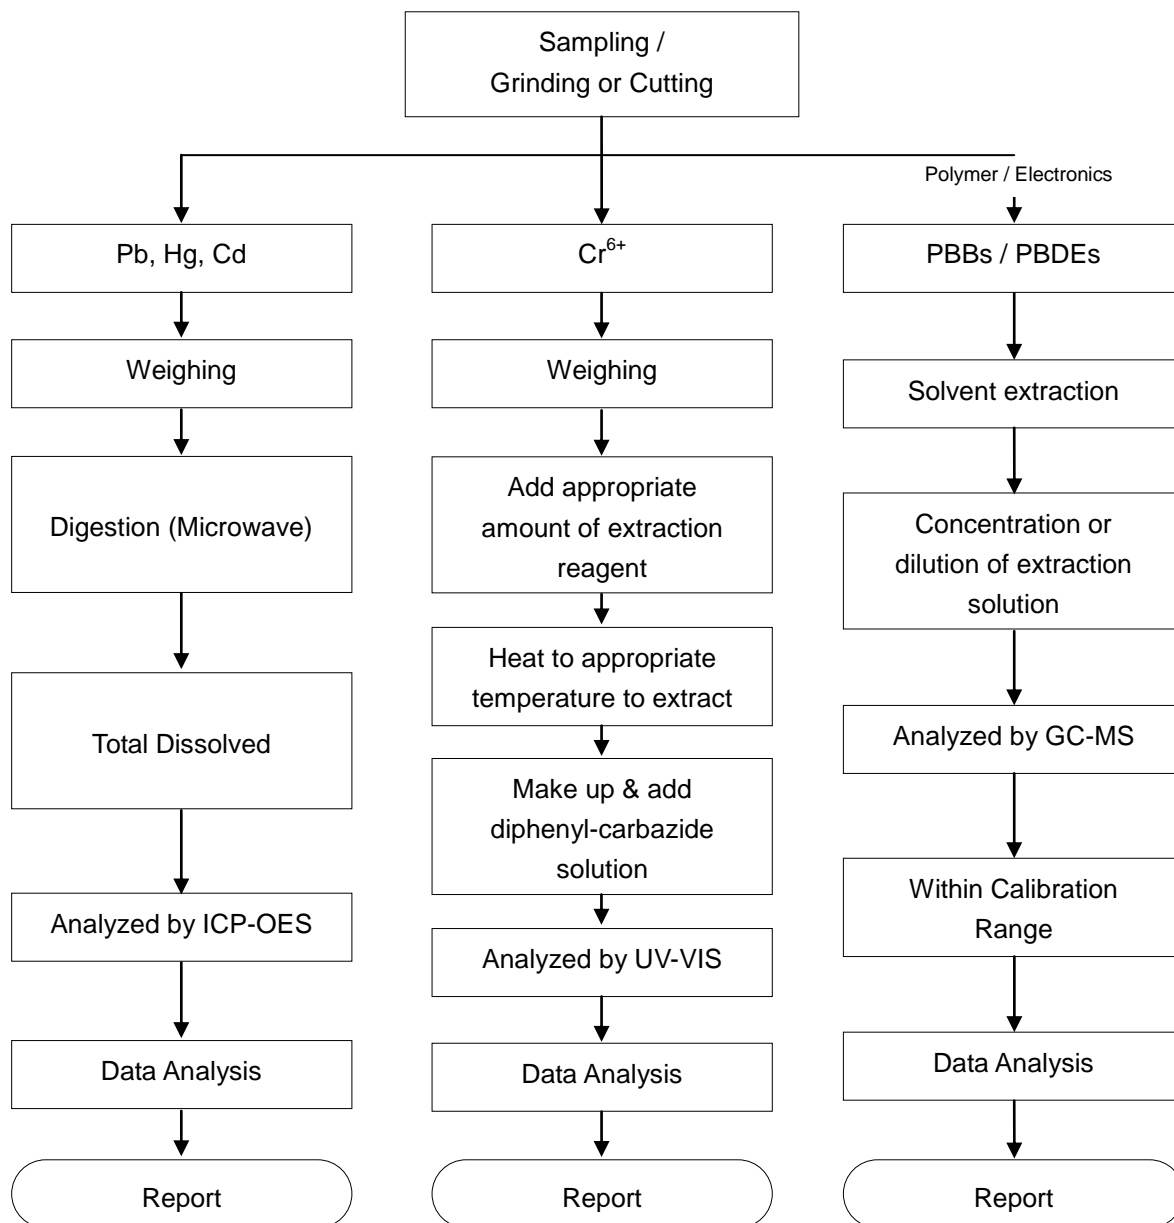 Sampling /
Grinding or Cutting
Polymer / Electronics
Pb, Hg, Cd
Weighing
Digestion (Microwave)
Total Dissolved
Analyzed by ICP-OES
Data Analysis
Report
Cr⁶⁺
Weighing
Add appropriate
amount of extraction
reagent
Heat to appropriate
temperature to extract
Make up & add
diphenyl-carbazide
solution
Analyzed by UV-VIS
Data Analysis
Report
PBBs / PBDEs
Solvent extraction
Concentration or
dilution of extraction
solution
Analyzed by GC-MS
Within Calibration
Range
Data Analysis
Report